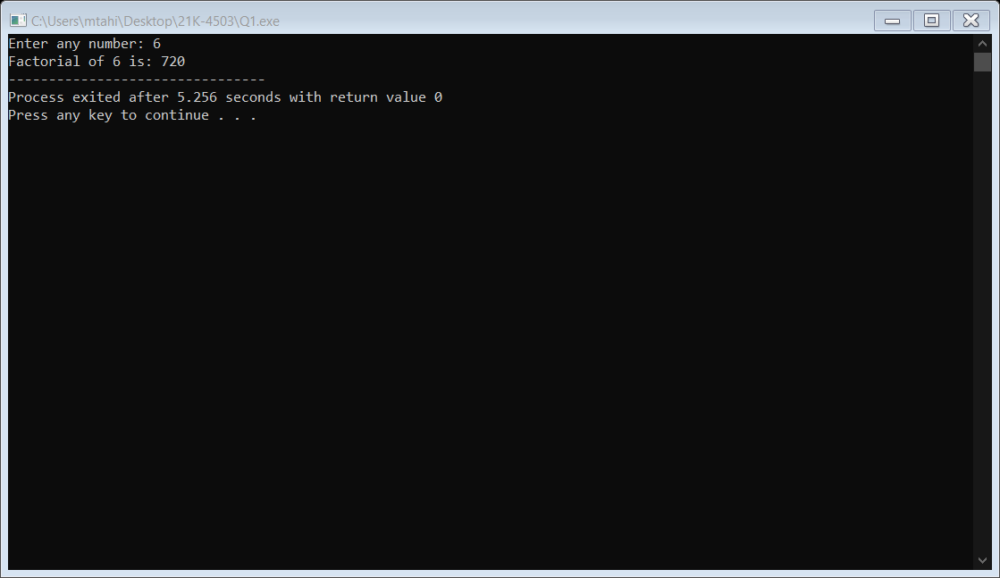 C:\Users\mtahi\Desktop\21K-4503\Q1.exe
Enter any number: 6
Factorial of 6 is: 720
--------------------------------
Process exited after 5.256 seconds with return value 0
Press any key to continue . . .